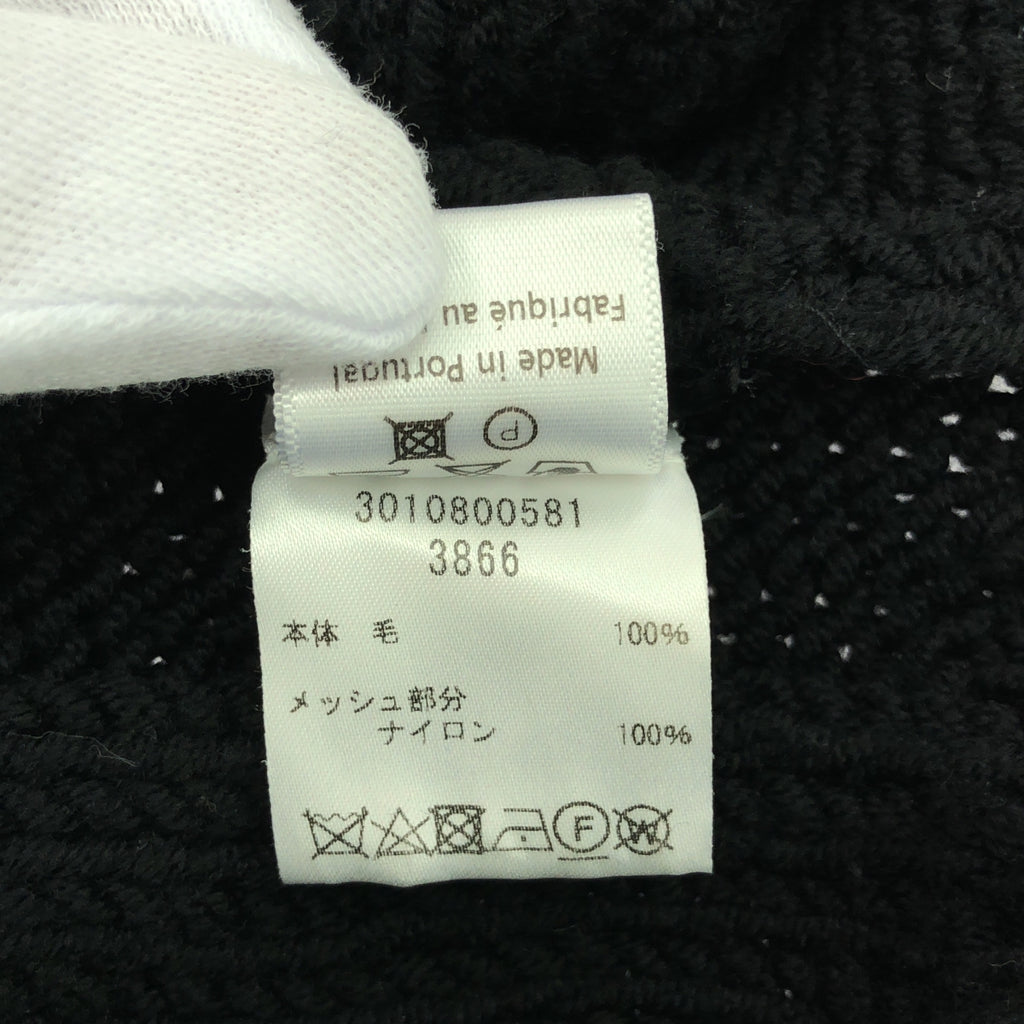 Fabriqué au
Made in Portugal
P
3010800581
3866
本体 毛 100%
メッシュ部分
ナイロン 100%
F W